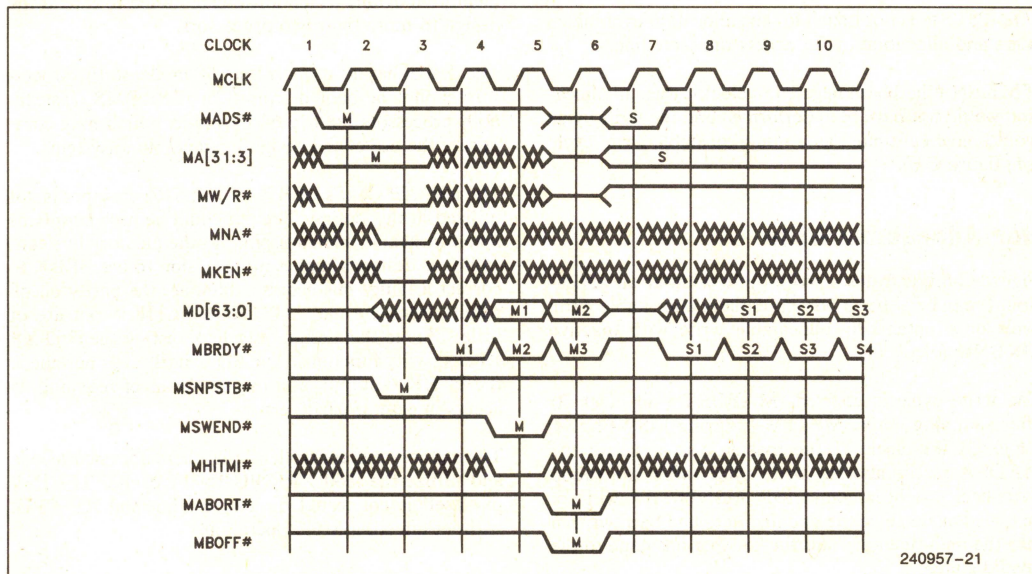 CLOCK 1 2 3 4 5 6 7 8 9 10
MCLK
MADS# M S
MA[31:3] M S
MW/R#
MNA#
MKEN#
MD[63:0] M1 M2 S1 S2 S3
MBRDY# M1 M2 M3 S1 S2 S3 S4
MSNPSTB# M
MSWEND# M
MHITMI#
MABORT# M
MBOFF# M
240957-21